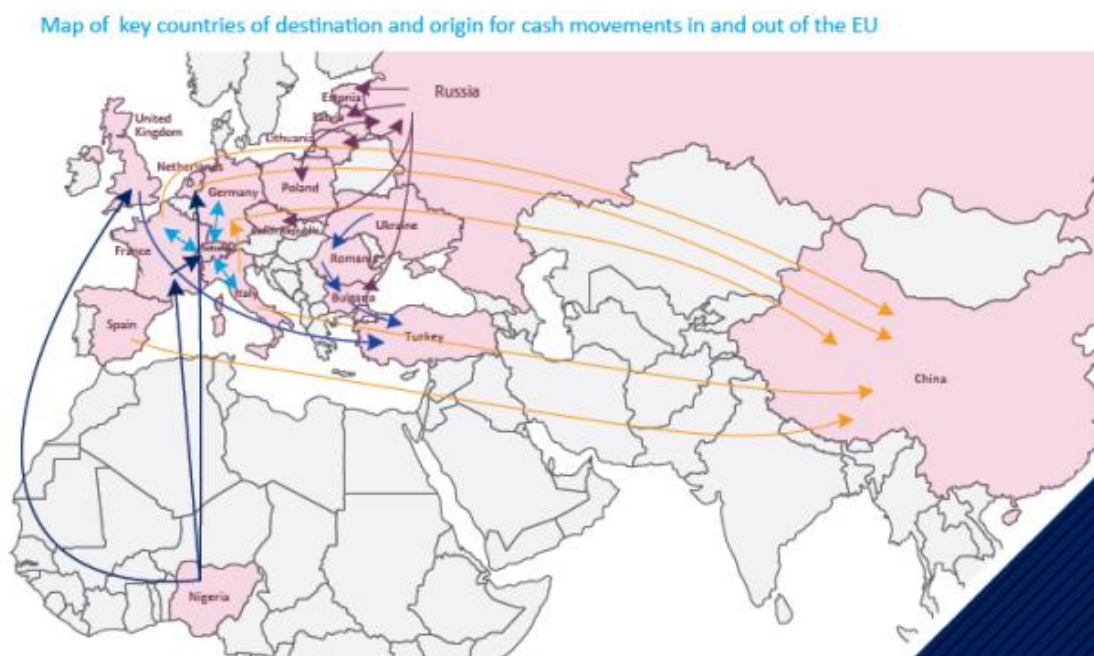 Map of key countries of destination and origin for cash movements in and out of the EU
Russia
Estonia
Latvia
United
Kingdom
Lithuania
Netherlands
Germany
Poland
Ukraine
France
Romania
Italy
Bulgaria
Spain
Turkey
China
Nigeria